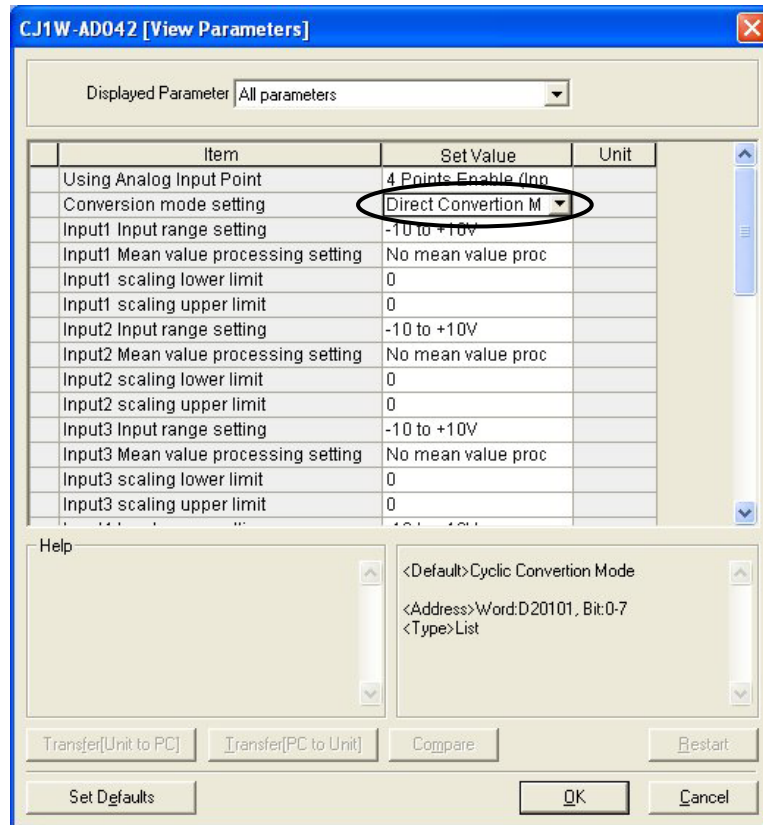 CJ1W-AD042 [View Parameters]
Displayed Parameter All parameters
Item Set Value Unit
Using Analog Input Point 4 Points Enable (Inp
Conversion mode setting Direct Convertion M
Input1 Input range setting -10 to +10V
Input1 Mean value processing setting No mean value proc
Input1 scaling lower limit 0
Input1 scaling upper limit 0
Input2 Input range setting -10 to +10V
Input2 Mean value processing setting No mean value proc
Input2 scaling lower limit 0
Input2 scaling upper limit 0
Input3 Input range setting -10 to +10V
Input3 Mean value processing setting No mean value proc
Input3 scaling lower limit 0
Input3 scaling upper limit 0
Help
<Default>Cyclic Convertion Mode
<Address>Word:D20101, Bit:0-7
<Type>List
Transfer[Unit to PC] Transfer[PC to Unit] Compare Restart
Set Defaults OK Cancel